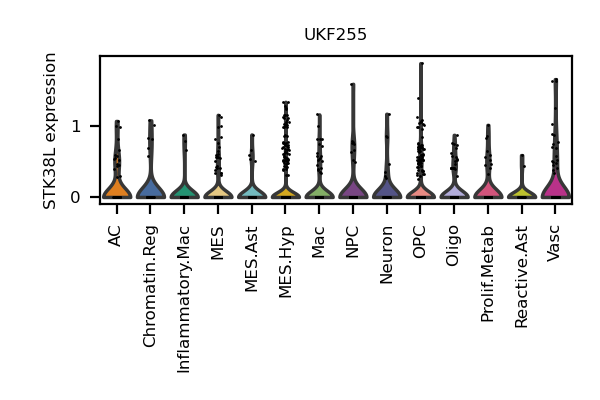 UKF255
STK38L expression
1
0
AC
Chromatin.Reg
Inflammatory.Mac
MES
MES.Ast
MES.Hyp
Mac
NPC
Neuron
OPC
Oligo
Prolif.Metab
Reactive.Ast
Vasc